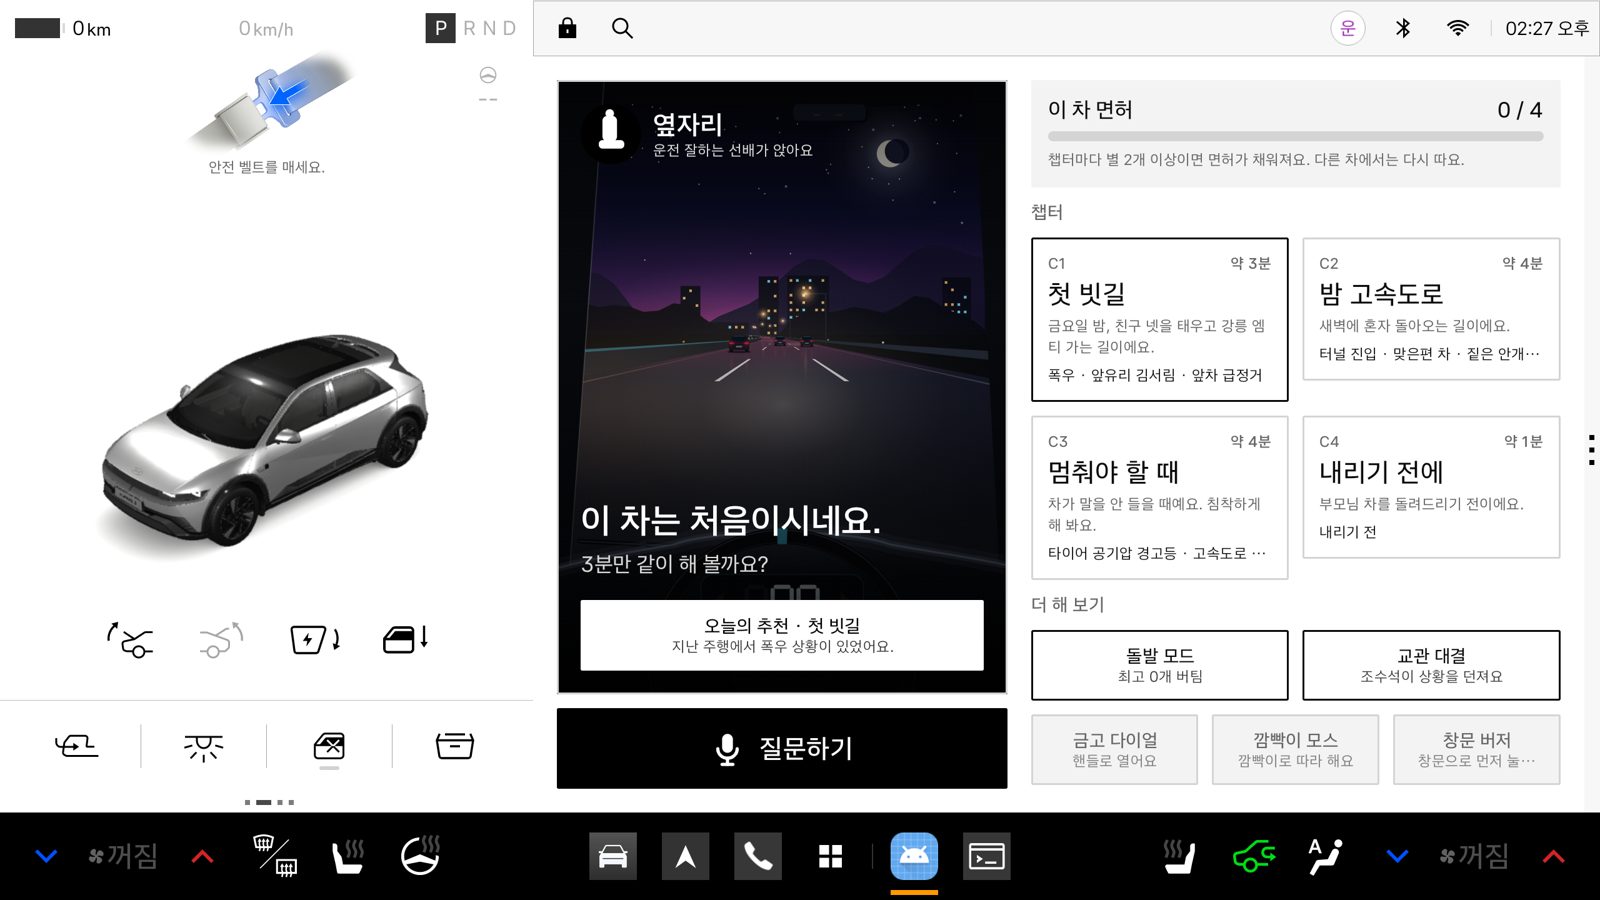 0km
0km/h
P R N D
안전 벨트를 매세요.
운
02:27 오후
옆자리
운전 잘하는 선배가 앉아요
이 차는 처음이시네요.
3분만 같이 해 볼까요?
오늘의 추천 · 첫 빗길
지난 주행에서 폭우 상황이 있었어요.
질문하기
이 차 면허
0 / 4
챕터마다 별 2개 이상이면 면허가 채워져요. 다른 차에서는 다시 따요.
챕터
C1
약 3분
첫 빗길
금요일 밤, 친구 넷을 태우고 강릉 엠
티 가는 길이에요.
폭우 · 앞유리 김서림 · 앞차 급정거
C2
약 4분
밤 고속도로
새벽에 혼자 돌아오는 길이에요.
터널 진입 · 맞은편 차 · 짙은 안개…
C3
약 4분
멈춰야 할 때
차가 말을 안 들을 때예요. 침착하게
해 봐요.
타이어 공기압 경고등 · 고속도로 …
C4
약 1분
내리기 전에
부모님 차를 돌려드리기 전이에요.
내리기 전
더 해 보기
돌발 모드
최고 0개 버팀
교관 대결
조수석이 상황을 던져요
금고 다이얼
핸들로 열어요
깜빡이 모스
깜빡이로 따라 해요
창문 버저
창문으로 먼저 눌…
꺼짐
A
꺼짐